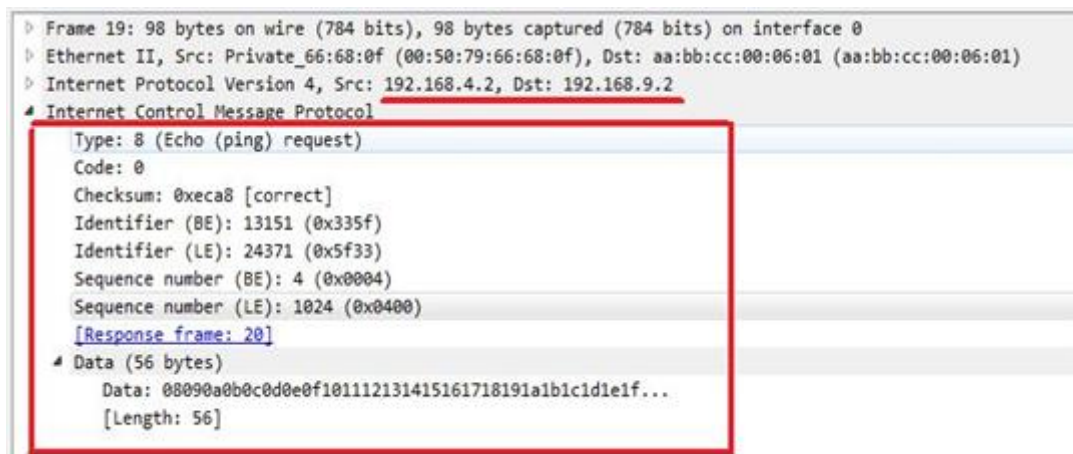 Frame 19: 98 bytes on wire (784 bits), 98 bytes captured (784 bits) on interface 0
Ethernet II, Src: Private_66:68:0f (00:50:79:66:68:0f), Dst: aa:bb:cc:00:06:01 (aa:bb:cc:00:06:01)
Internet Protocol Version 4, Src: 192.168.4.2, Dst: 192.168.9.2
Internet Control Message Protocol
Type: 8 (Echo (ping) request)
Code: 0
Checksum: 0xeca8 [correct]
Identifier (BE): 13151 (0x335f)
Identifier (LE): 24371 (0x5f33)
Sequence number (BE): 4 (0x0004)
Sequence number (LE): 1024 (0x0400)
[Response frame: 20]
Data (56 bytes)
Data: 08090a0b0c0d0e0f101112131415161718191a1b1c1d1e1f...
[Length: 56]